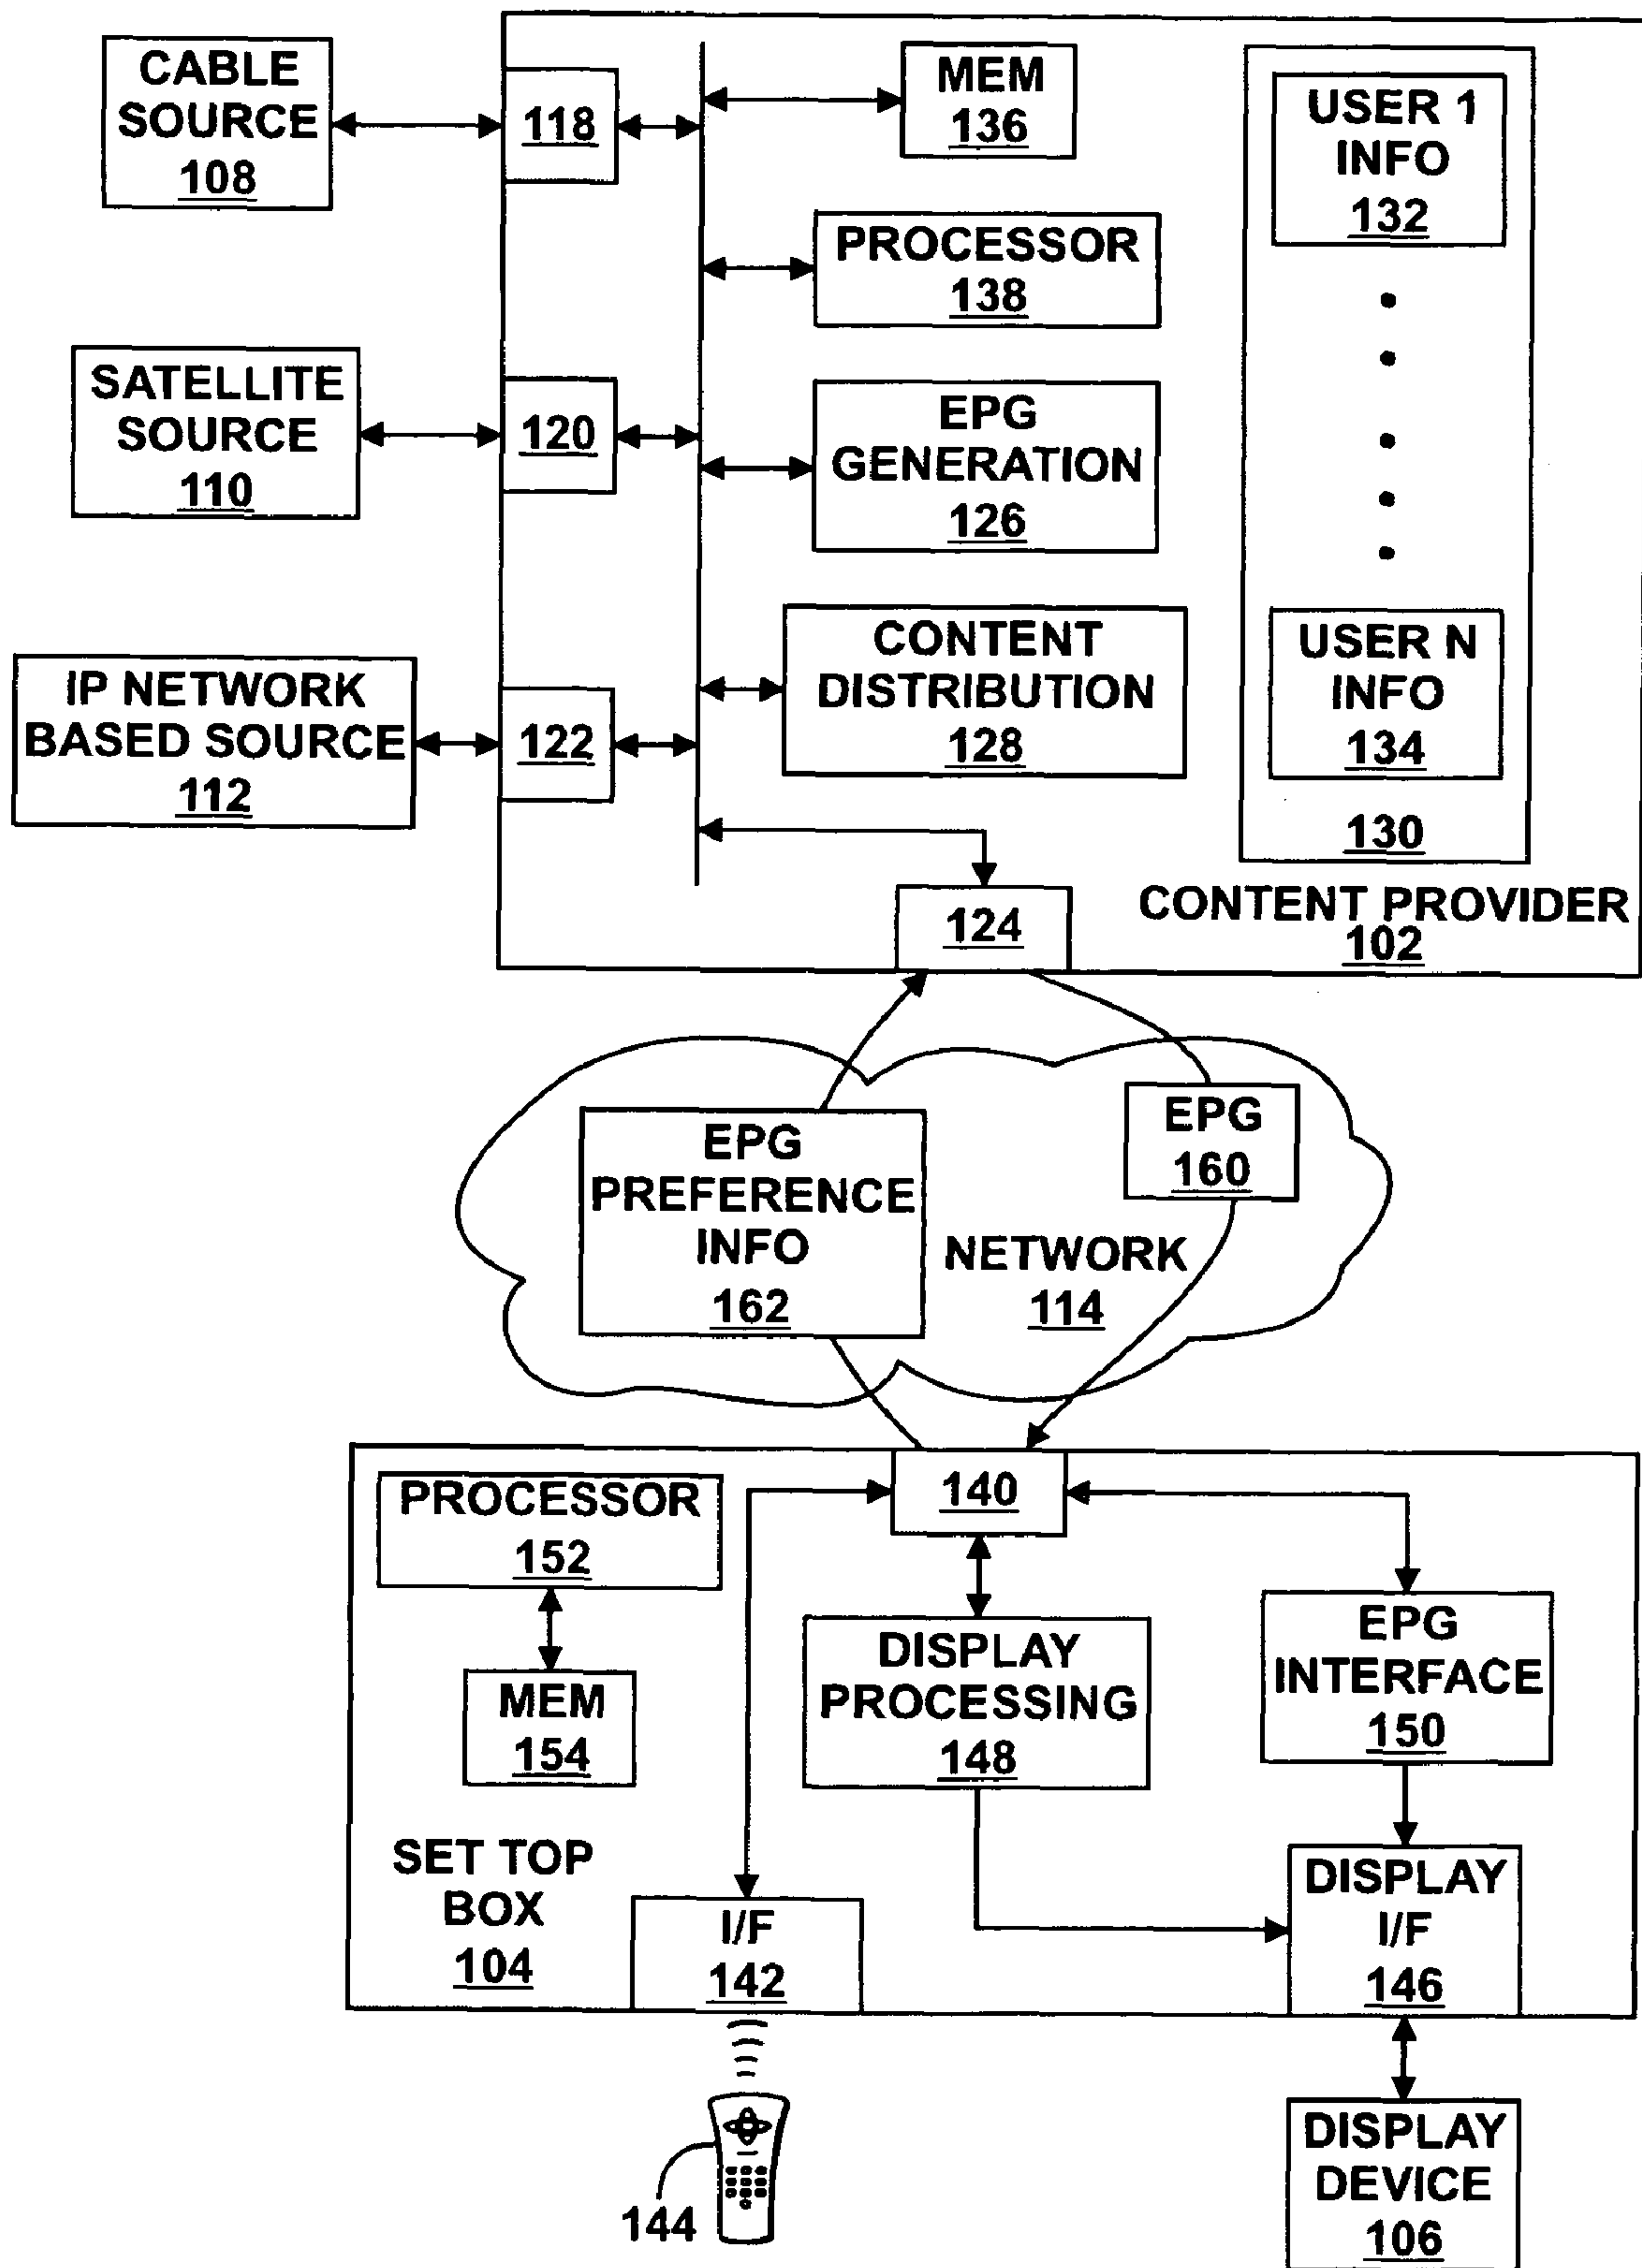 CABLE
SOURCE
108
118
MEM
136
USER 1
INFO
132
PROCESSOR
138
SATELLITE
SOURCE
110
120
EPG
GENERATION
126
IP NETWORK
BASED SOURCE
112
122
CONTENT
DISTRIBUTION
128
USER N
INFO
134
130
124
CONTENT PROVIDER
102
EPG
PREFERENCE
INFO
162
EPG
160
NETWORK
114
PROCESSOR
152
140
MEM
154
DISPLAY
PROCESSING
148
EPG
INTERFACE
150
SET TOP
BOX
104
I/F
142
DISPLAY
I/F
146
144
DISPLAY
DEVICE
106